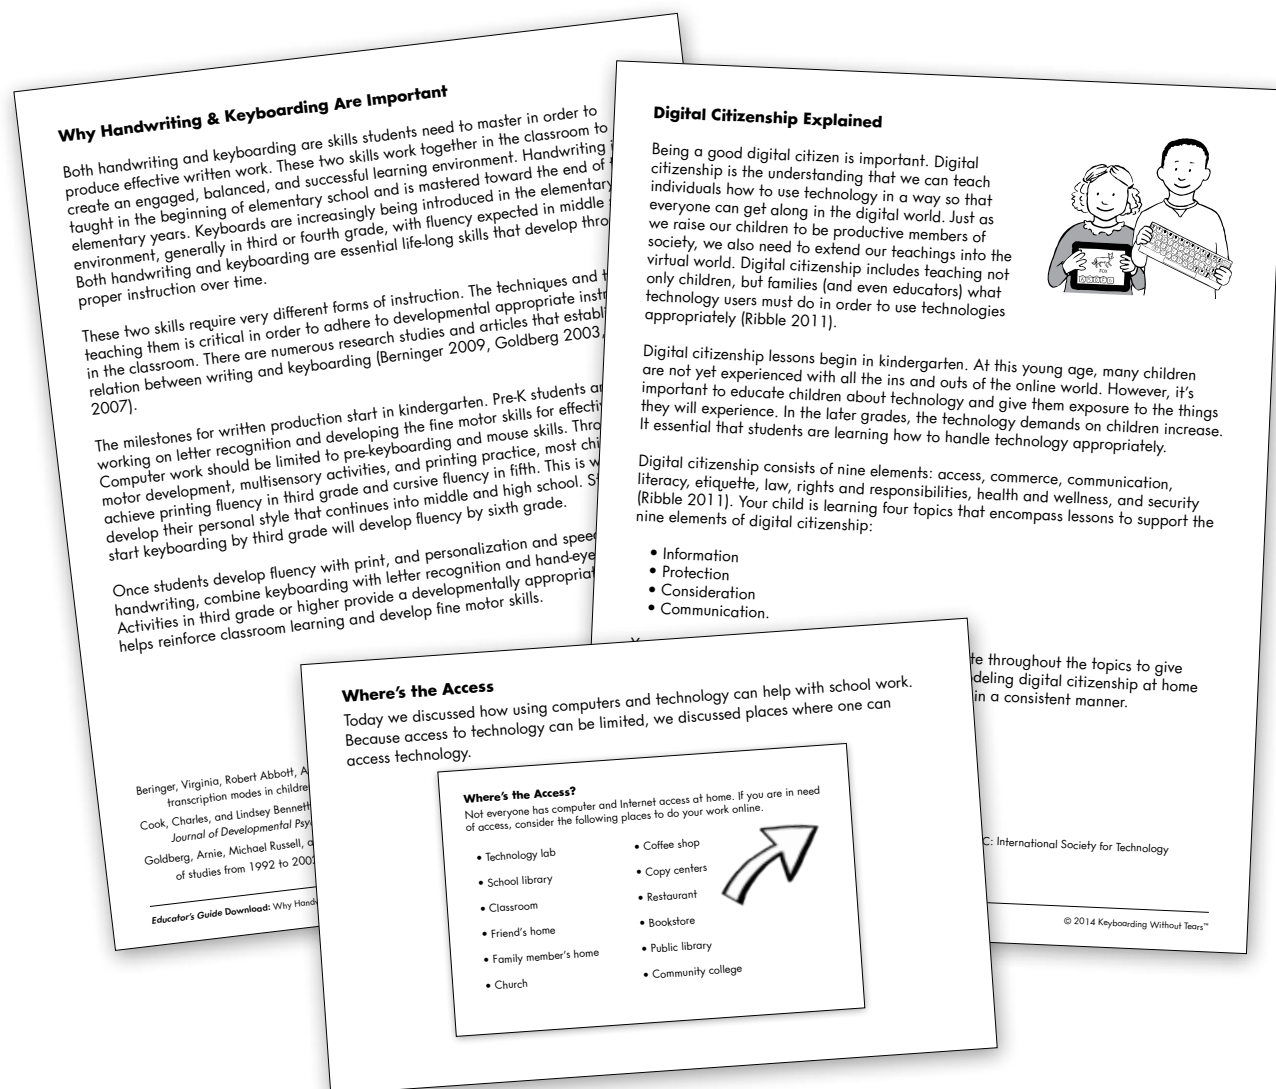 Why Handwriting & Keyboarding Are Important
Both handwriting and keyboarding are skills students need to master in order to
produce effective written work. These two skills work together in the classroom to
create an engaged, balanced, and successful learning environment. Handwriting
taught in the beginning of elementary school and is mastered toward the end of
elementary years. Keyboards are increasingly being introduced in the elementary
environment, generally in third or fourth grade, with fluency expected in middle
Both handwriting and keyboarding are essential life-long skills that develop thro
proper instruction over time.
These two skills require very different forms of instruction. The techniques and
teaching them is critical in order to adhere to developmental appropriate instr
in the classroom. There are numerous research studies and articles that establi
relation between writing and keyboarding (Berninger 2009, Goldberg 2003,
2007).
The milestones for written production start in kindergarten. Pre-K students ar
working on letter recognition and developing the fine motor skills for effecti
Computer work should be limited to pre-keyboarding and mouse skills. Thro
motor development, multisensory activities, and printing practice, most chi
achieve printing fluency in third grade and cursive fluency in fifth. This is w
develop their personal style that continues into middle and high school. St
start keyboarding by third grade will develop fluency by sixth grade.
Once students develop fluency with print, and personalization and spee
handwriting, combine keyboarding with letter recognition and hand-eye
Activities in third grade or higher provide a developmentally appropriat
helps reinforce classroom learning and develop fine motor skills.
Beringer, Virginia, Robert Abbott, A
transcription modes in childre
Cook, Charles, and Lindsey Bennett
Journal of Developmental Psy
Goldberg, Arnie, Michael Russell, a
of studies from 1992 to 2002
Educator's Guide Download: Why Handw
Digital Citizenship Explained
Being a good digital citizen is important. Digital
citizenship is the understanding that we can teach
individuals how to use technology in a way so that
everyone can get along in the digital world. Just as
we raise our children to be productive members of
society, we also need to extend our teachings into the
virtual world. Digital citizenship includes teaching not
only children, but families (and even educators) what
technology users must do in order to use technologies
appropriately (Ribble 2011).
FOX
Digital citizenship lessons begin in kindergarten. At this young age, many children
are not yet experienced with all the ins and outs of the online world. However, it's
important to educate children about technology and give them exposure to the things
they will experience. In the later grades, the technology demands on children increase.
It essential that students are learning how to handle technology appropriately.
Digital citizenship consists of nine elements: access, commerce, communication,
literacy, etiquette, law, rights and responsibilities, health and wellness, and security
(Ribble 2011). Your child is learning four topics that encompass lessons to support the
nine elements of digital citizenship:
• Information
• Protection
• Consideration
• Communication.
te throughout the topics to give
deling digital citizenship at home
in a consistent manner.
C: International Society for Technology
© 2014 Keyboarding Without Tears™
Where's the Access
Today we discussed how using computers and technology can help with school work.
Because access to technology can be limited, we discussed places where one can
access technology.
Where's the Access?
Not everyone has computer and Internet access at home. If you are in need
of access, consider the following places to do your work online.
• Technology lab
• School library
• Classroom
• Friend's home
• Family member's home
• Church
• Coffee shop
• Copy centers
• Restaurant
• Bookstore
• Public library
• Community college